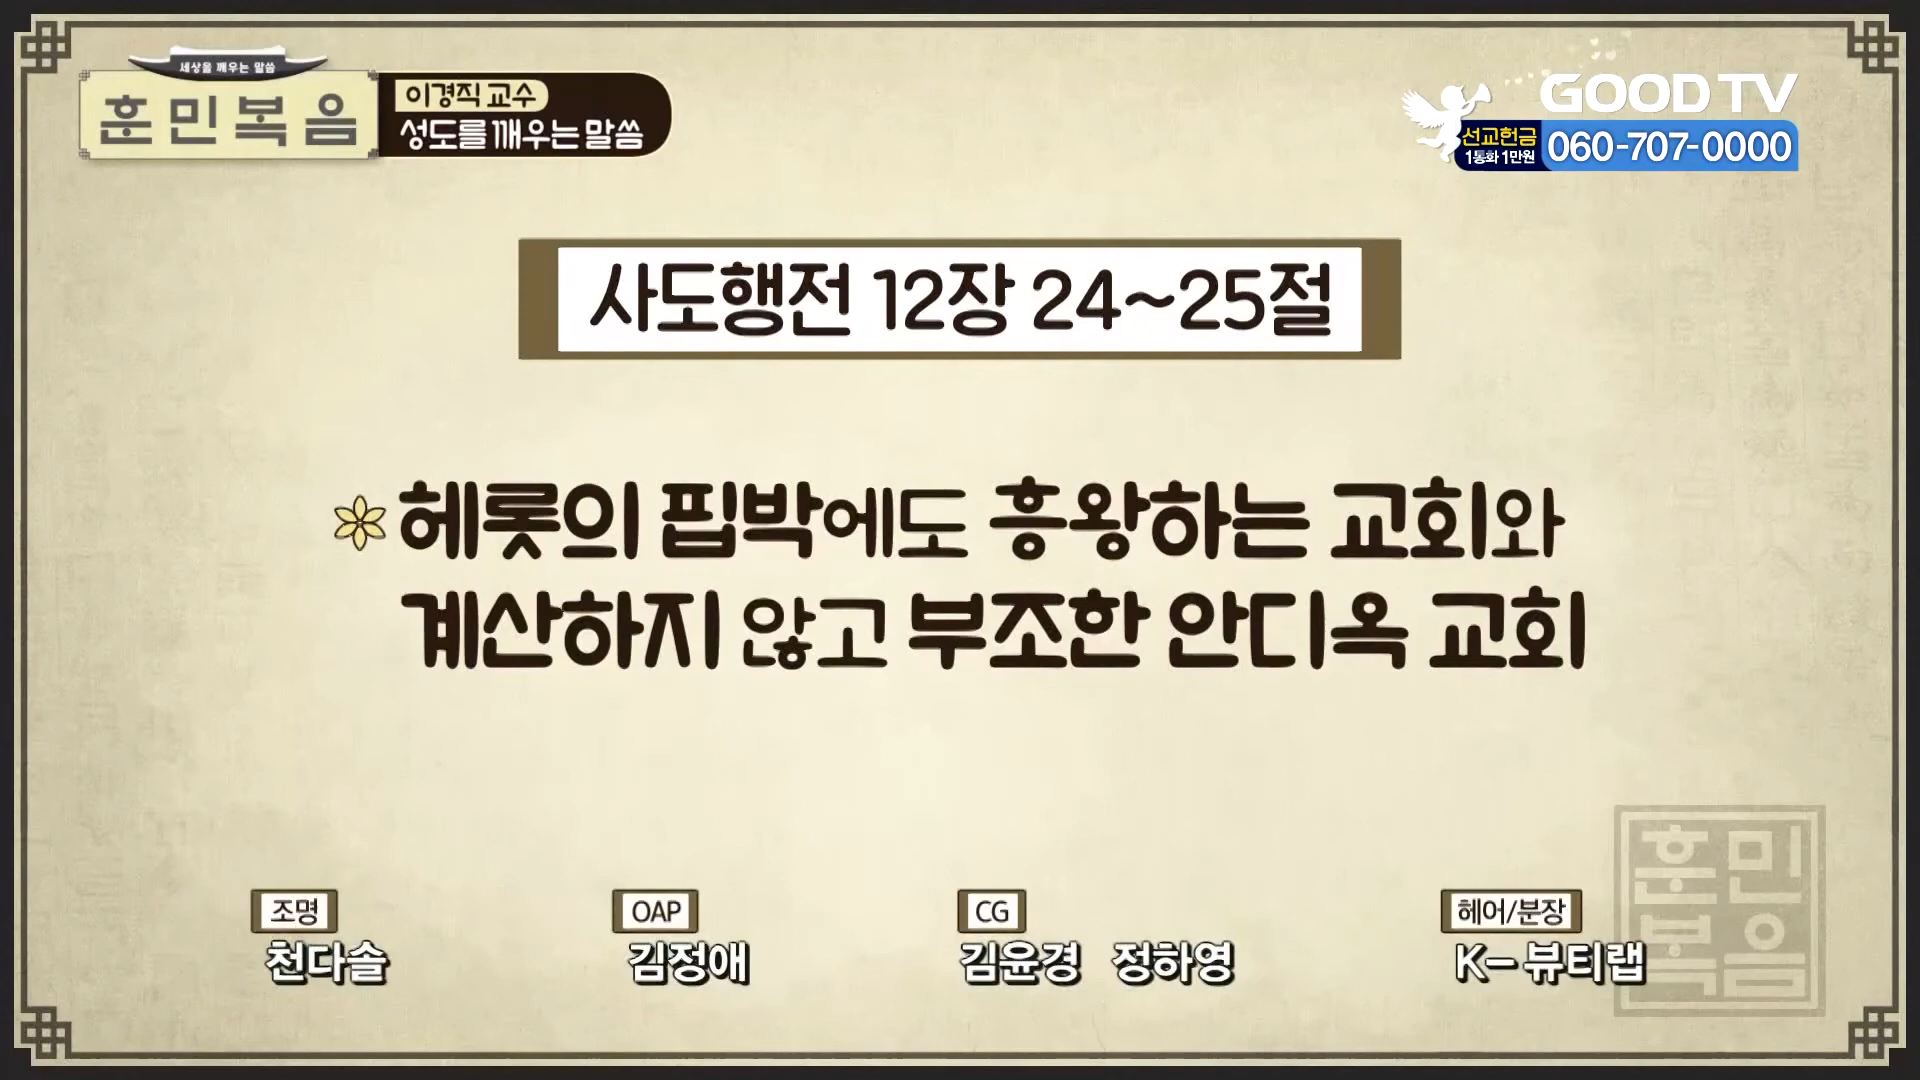 세상을 깨우는 말씀
훈민복음
이경직 교수
성도를 깨우는 말씀
GOOD TV
선교헌금
1통화 1만원
060-707-0000
사도행전 12장 24~25절
헤롯의 핍박에도 흥왕하는 교회와
계산하지 않고 부조한 안디옥 교회
조명
천다솔
OAP
김정애
CG
김윤경 정하영
헤어/분장
K-뷰티랩
훈민
복음